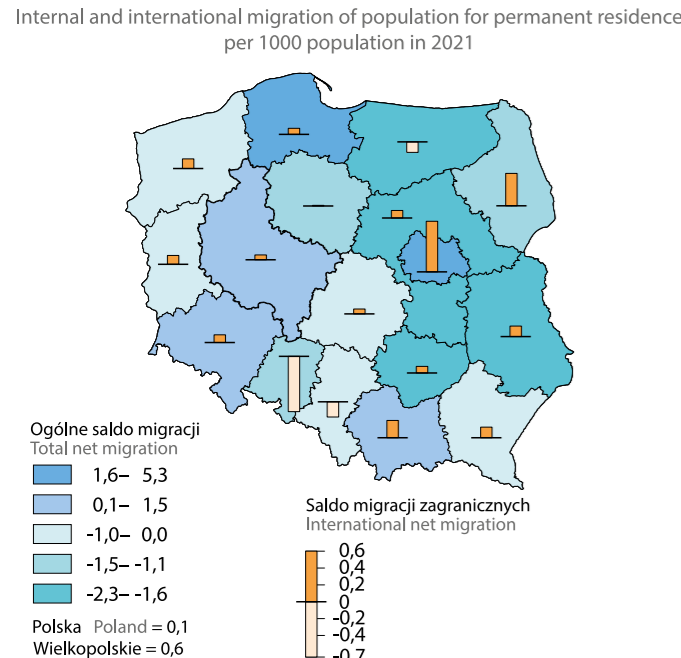 Internal and international migration of population for permanent residence
per 1000 population in 2021
Ogólne saldo migracji
Total net migration
1,6– 5,3
0,1– 1,5
-1,0– 0,0
-1,5– -1,1
-2,3– -1,6
Polska Poland = 0,1
Wielkopolskie = 0,6
Saldo migracji zagranicznych
International net migration
0,6
0,4
0,2
0
-0,2
-0,4
-0,7